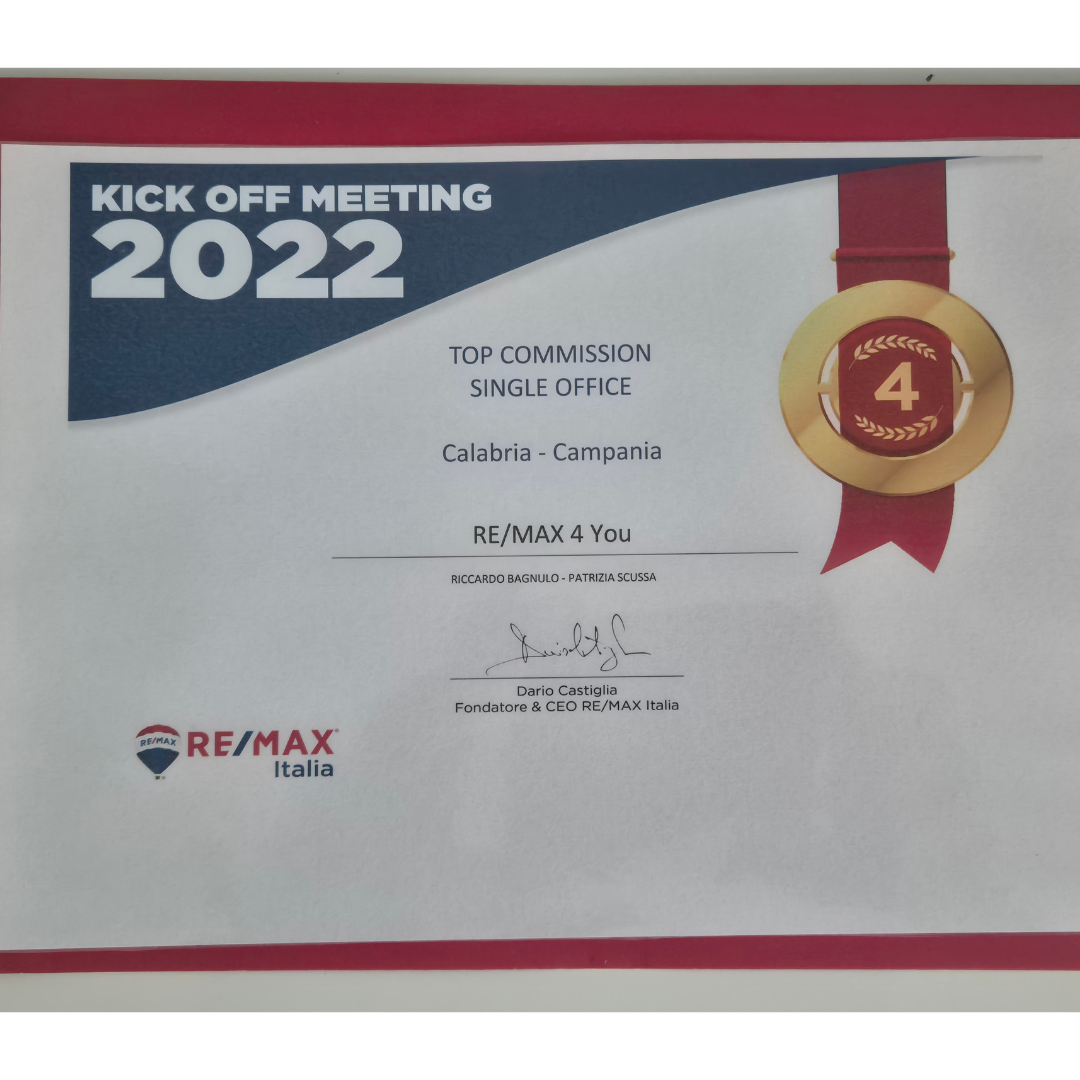 KICK OFF MEETING
2022
TOP COMMISSION
SINGLE OFFICE
Calabria - Campania
4
RE/MAX 4 You
RICCARDO BAGNULO - PATRIZIA SCUSSA
Dario Castiglia
Fondatore & CEO RE/MAX Italia
RE/MAX
RE/MAX
Italia